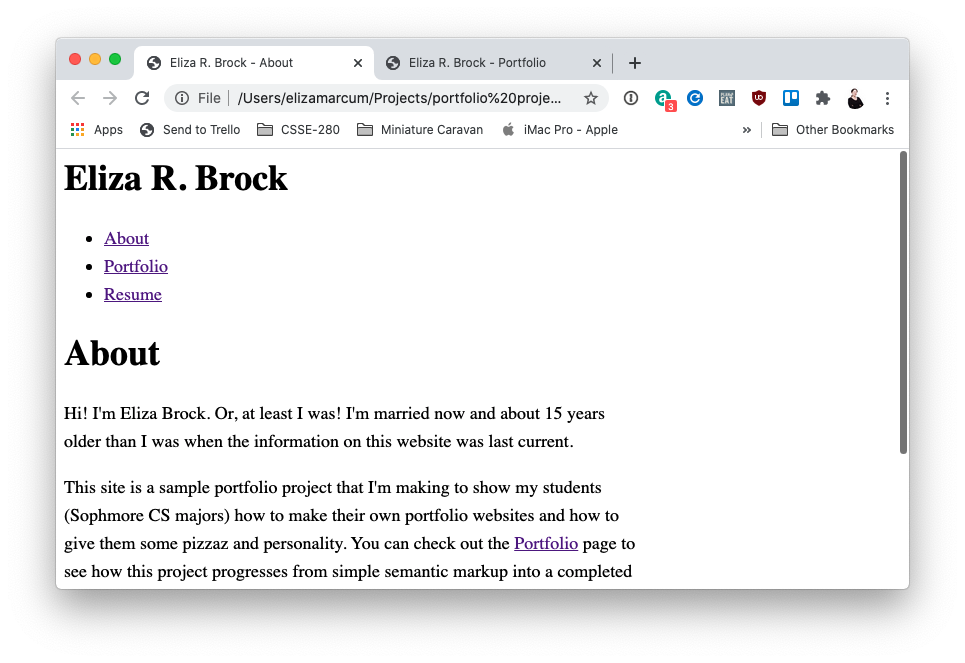 Eliza R. Brock - About
Eliza R. Brock - Portfolio
File /Users/elizamarcum/Projects/portfolio%20proje...
3
EAT
Apps Send to Trello CSSE-280 Miniature Caravan iMac Pro - Apple » Other Bookmarks
Eliza R. Brock
About
Portfolio
Resume
About
Hi! I'm Eliza Brock. Or, at least I was! I'm married now and about 15 years
older than I was when the information on this website was last current.
This site is a sample portfolio project that I'm making to show my students
(Sophmore CS majors) how to make their own portfolio websites and how to
give them some pizzaz and personality. You can check out the Portfolio page to
see how this project progresses from simple semantic markup into a completed